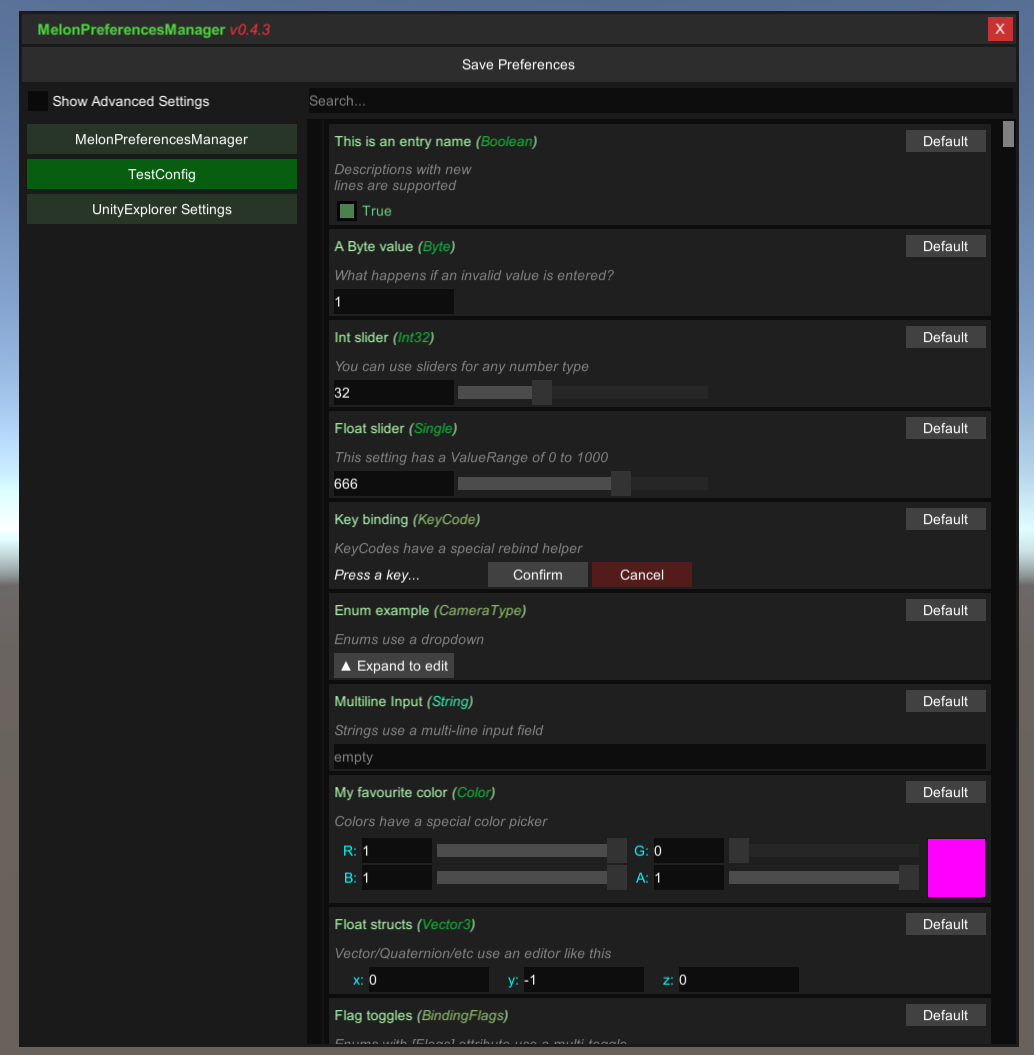 MelonPreferencesManager v0.4.3
X
Save Preferences
Show Advanced Settings
Search...
MelonPreferencesManager
TestConfig
UnityExplorer Settings
This is an entry name (Boolean)
Default
Descriptions with new
lines are supported
True
A Byte value (Byte)
Default
What happens if an invalid value is entered?
1
Int slider (Int32)
Default
You can use sliders for any number type
32
Float slider (Single)
Default
This setting has a ValueRange of 0 to 1000
666
Key binding (KeyCode)
Default
KeyCodes have a special rebind helper
Press a key...
Confirm
Cancel
Enum example (CameraType)
Default
Enums use a dropdown
▲ Expand to edit
Multiline Input (String)
Default
Strings use a multi-line input field
empty
My favourite color (Color)
Default
Colors have a special color picker
R: 1
G: 0
B: 1
A: 1
Float structs (Vector3)
Default
Vector/Quaternion/etc use an editor like this
x: 0
y: -1
z: 0
Flag toggles (BindingFlags)
Default
Enums with [Flags] attribute use a multi-toggle